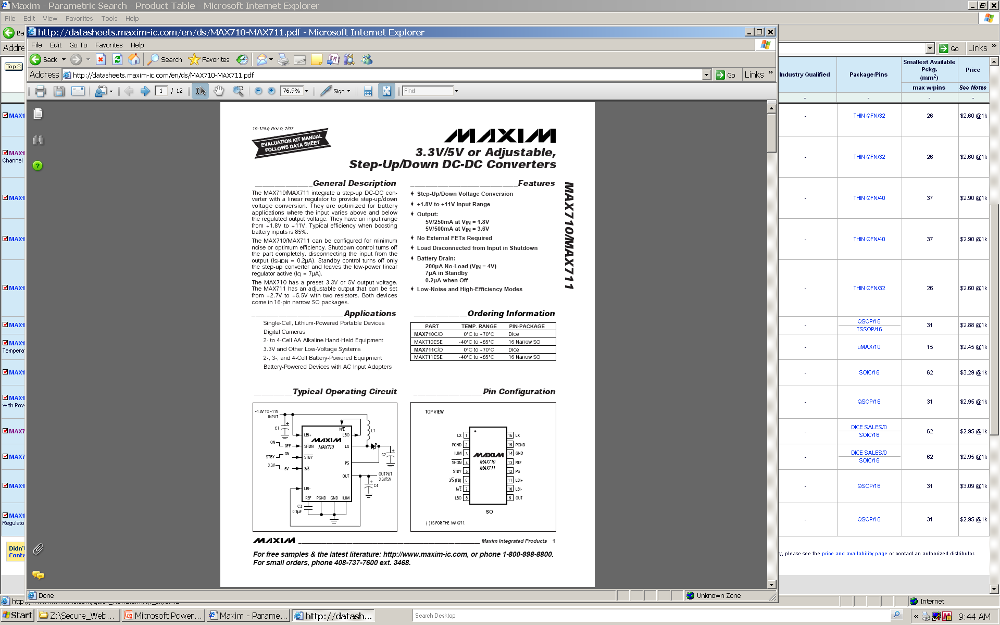 Maxim - Parametric Search - Product Table - Microsoft Internet Explorer
File Edit View Favorites Tools Help
Ba
Addre
Go Links »
http://datasheets.maxim-ic.com/en/ds/MAX710-MAX711.pdf - Microsoft Internet Explorer
File Edit Go To Favorites Help
Back Search Favorites
Address http://datasheets.maxim-ic.com/en/ds/MAX710-MAX711.pdf Go Links »
1 / 12 76.9% Sign Find
Top
19-1254; Rev 0; 7/97
EVALUATION KIT MANUAL
FOLLOWS DATA SHEET
MAXIM
3.3V/5V or Adjustable,
Step-Up/Down DC-DC Converters
General Description
The MAX710/MAX711 integrate a step-up DC-DC con-
verter with a linear regulator to provide step-up/down
voltage conversion. They are optimized for battery
applications where the input varies above and below
the regulated output voltage. They have an input range
from +1.8V to +11V. Typical efficiency when boosting
battery inputs is 85%.
The MAX710/MAX711 can be configured for minimum
noise or optimum efficiency. Shutdown control turns off
the part completely, disconnecting the input from the
output (ISHDN = 0.2µA). Standby control turns off only
the step-up converter and leaves the low-power linear
regulator active (IQ = 7µA).
The MAX710 has a preset 3.3V or 5V output voltage.
The MAX711 has an adjustable output that can be set
from +2.7V to +5.5V with two resistors. Both devices
come in 16-pin narrow SO packages.
Applications
Single-Cell, Lithium-Powered Portable Devices
Digital Cameras
2- to 4-Cell AA Alkaline Hand-Held Equipment
3.3V and Other Low-Voltage Systems
2-, 3-, and 4-Cell Battery-Powered Equipment
Battery-Powered Devices with AC Input Adapters
Features
♦ Step-Up/Down Voltage Conversion
♦ +1.8V to +11V Input Range
♦ Output:
5V/250mA at VIN = 1.8V
5V/500mA at VIN = 3.6V
♦ No External FETs Required
♦ Load Disconnected from Input in Shutdown
♦ Battery Drain:
200µA No-Load (VIN = 4V)
7µA in Standby
0.2µA when Off
♦ Low-Noise and High-Efficiency Modes
MAX710/MAX711
Ordering Information
PART TEMP. RANGE PIN-PACKAGE
MAX710C/D 0°C to +70°C Dice
MAX710ESE -40°C to +85°C 16 Narrow SO
MAX711C/D 0°C to +70°C Dice
MAX711ESE -40°C to +85°C 16 Narrow SO
Typical Operating Circuit
+1.8V TO +11V
INPUT
C1
N/E
LBI+ LBO
L1
MAXIM
MAX710
ON OFF SHDN LX
STBY ON STBY
C2
3.3V 5V 3/5 PS
OUT OUTPUT
3.3V/5V
C4
LBI-
REF PGND GND ILIM
C3
0.1µF
Pin Configuration
TOP VIEW
LX 1 16 LX
PGND 2 15 PGND
ILIM 3 14 GND
SHDN 4 13 REF
STBY 5 12 PS
3/5 (FB) 6 11 LBI+
N/E 7 10 LBI-
LBO 8 9 OUT
MAXIM
MAX710
MAX711
SO
( ) IS FOR THE MAX711.
MAXIM Maxim Integrated Products 1
For free samples & the latest literature: http://www.maxim-ic.com, or phone 1-800-998-8800.
For small orders, phone 408-737-7600 ext. 3468.
Done Unknown Zone
Industry Qualified Package/Pins Smallest Available Pckg. (mm2) Price
max w/pins See Notes
- - - -
MAX1 - THIN QFN/32 26 $2.60 @1k
MAX1
Channel - THIN QFN/32 26 $2.60 @1k
MAX1 - THIN QFN/40 37 $2.90 @1k
MAX1 - THIN QFN/40 37 $2.90 @1k
MAX1 - THIN QFN/32 26 $2.60 @1k
MAX1 - QSOP/16 TSSOP/16 31 $2.88 @1k
MAX1
Tempera - uMAX/10 15 $2.45 @1k
MAX1 - SOIC/16 62 $3.29 @1k
MAX1
with Pow - QSOP/16 31 $2.95 @1k
MAX7 - DICE SALES/0 SOIC/16 62 $2.95 @1k
MAX7 - DICE SALES/0 SOIC/16 62 $2.95 @1k
MAX1 - QSOP/16 31 $3.09 @1k
MAX1
Regulato - QSOP/16 31 $2.95 @1k
Didn'
Conta
, please see the price and availability page or contact an authorized distributor.
Internet
Start Z:\Secure_Web... Microsoft Power... Maxim - Parame... http://datash... Search Desktop « 9:44 AM